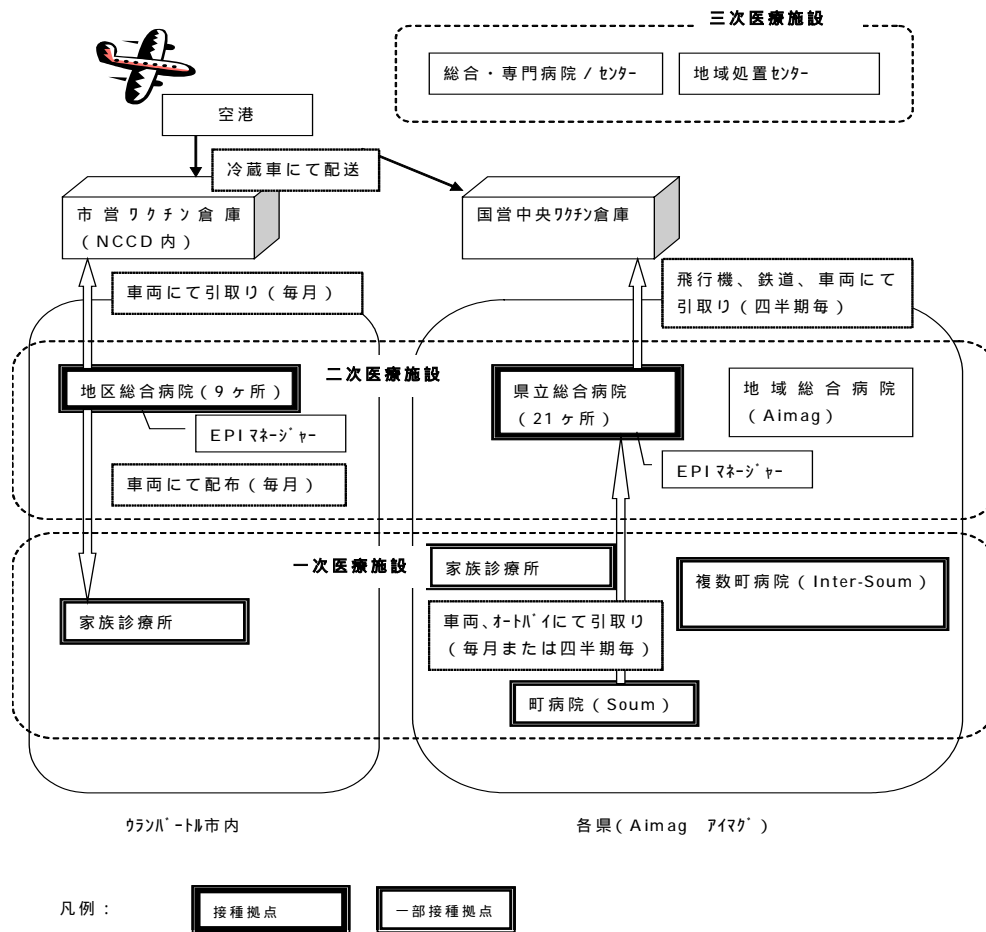 三次医療施設
総合・専門病院/ｾﾝﾀｰ
地域処置ｾﾝﾀｰ
空港
冷蔵車にて配送
市営ﾜｸﾁﾝ倉庫
(NCCD内)
国営中央ﾜｸﾁﾝ倉庫
車両にて引取り(毎月)
飛行機、鉄道、車両にて
引取り(四半期毎)
二次医療施設
地区総合病院(9ヶ所)
EPIﾏﾈｰｼﾞｬｰ
県立総合病院
(21ヶ所)
地域総合病院
(Aimag)
EPIﾏﾈｰｼﾞｬｰ
車両にて配布(毎月)
一次医療施設
家族診療所
家族診療所
複数町病院(Inter-Soum)
車両、ｵｰﾄﾊﾞｲにて引取り
(毎月または四半期毎)
町病院(Soum)
ｳﾗﾝﾊﾞｰﾄﾙ市内
各県(Aimag ｱｲﾏｸﾞ)
凡例：
接種拠点
一部接種拠点